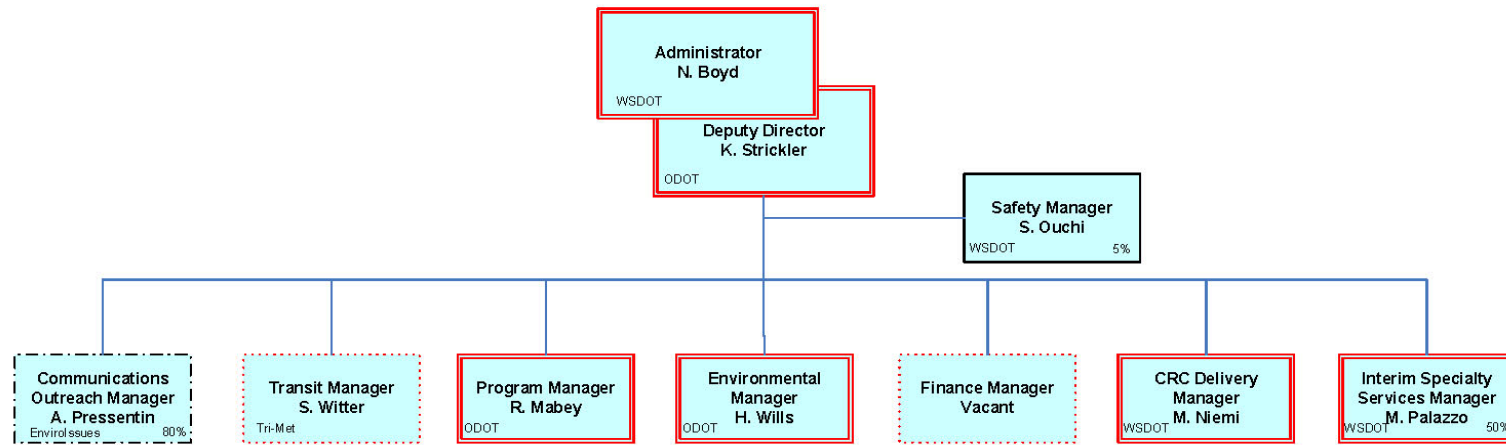 Administrator
N. Boyd
WSDOT
Deputy Director
K. Strickler
ODOT
Safety Manager
S. Ouchi
WSDOT 5%
Communications
Outreach Manager
A. Pressentin
EnviroIssues 80%
Transit Manager
S. Witter
Tri-Met
Program Manager
R. Mabey
ODOT
Environmental
Manager
H. Wills
ODOT
Finance Manager
Vacant
CRC Delivery
Manager
M. Niemi
WSDOT
Interim Specialty
Services Manager
M. Palazzo
WSDOT 50%